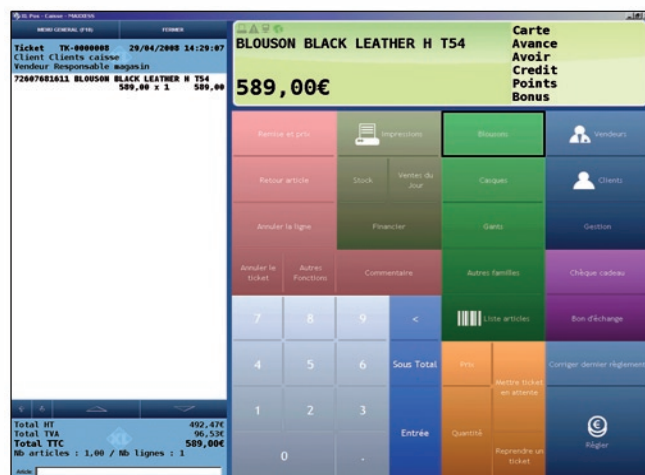 XL Pos - Caisse - MAXIDESS
MENU GENERAL (F10) FERMER
Ticket TK-0000008 29/04/2008 14:29:07
Client Clients caisse
Vendeur Responsable magasin
72607681611 BLOUSON BLACK LEATHER H T54
589,00 x 1 589,00
Total HT 492,47€
Total TVA 96,53€
Total TTC 589,00€
Nb articles : 1,00 / Nb lignes : 1
Article
BLOUSON BLACK LEATHER H T54
589,00€
Carte
Avance
Avoir
Credit
Points
Bonus
Remise et prix Impressions Blousons Vendeurs
Retour article Stock Ventes du Jour Casques Clients
Annuler la ligne Financier Gants Gestion
Annuler le ticket Autres Fonctions Commentaire Autres familles Chèque cadeau
7 8 9 < Liste articles Bon d'échange
4 5 6 Sous Total Prix Mettre ticket en attente Corriger dernier règlement
1 2 3 Entrée Quantité Régler
0 . Reprendre un ticket